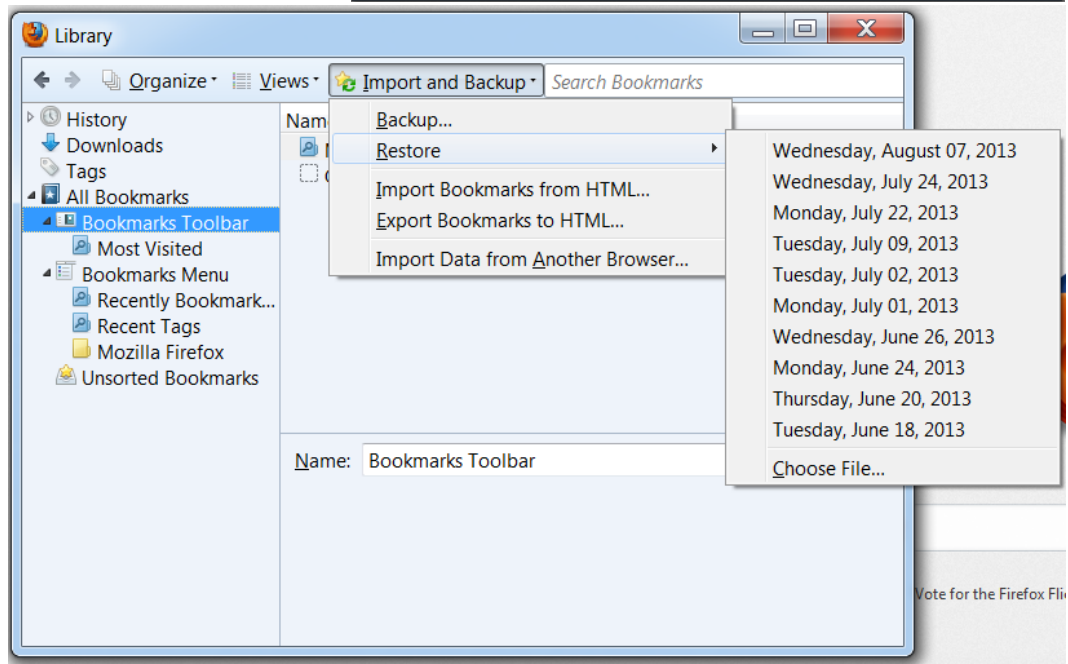 Library
Organize Views Import and Backup Search Bookmarks
History
Downloads
Tags
All Bookmarks
Bookmarks Toolbar
Most Visited
Bookmarks Menu
Recently Bookmark...
Recent Tags
Mozilla Firefox
Unsorted Bookmarks
Backup...
Restore
Import Bookmarks from HTML...
Export Bookmarks to HTML...
Import Data from Another Browser...
Wednesday, August 07, 2013
Wednesday, July 24, 2013
Monday, July 22, 2013
Tuesday, July 09, 2013
Tuesday, July 02, 2013
Monday, July 01, 2013
Wednesday, June 26, 2013
Monday, June 24, 2013
Thursday, June 20, 2013
Tuesday, June 18, 2013
Choose File...
Name: Bookmarks Toolbar
Vote for the Firefox